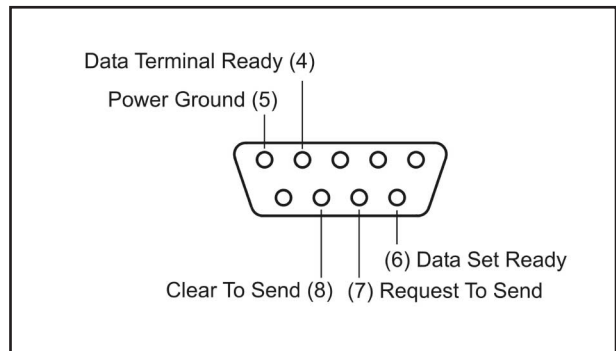 Data Terminal Ready (4)
Power Ground (5)
(6) Data Set Ready
Clear To Send (8) (7) Request To Send